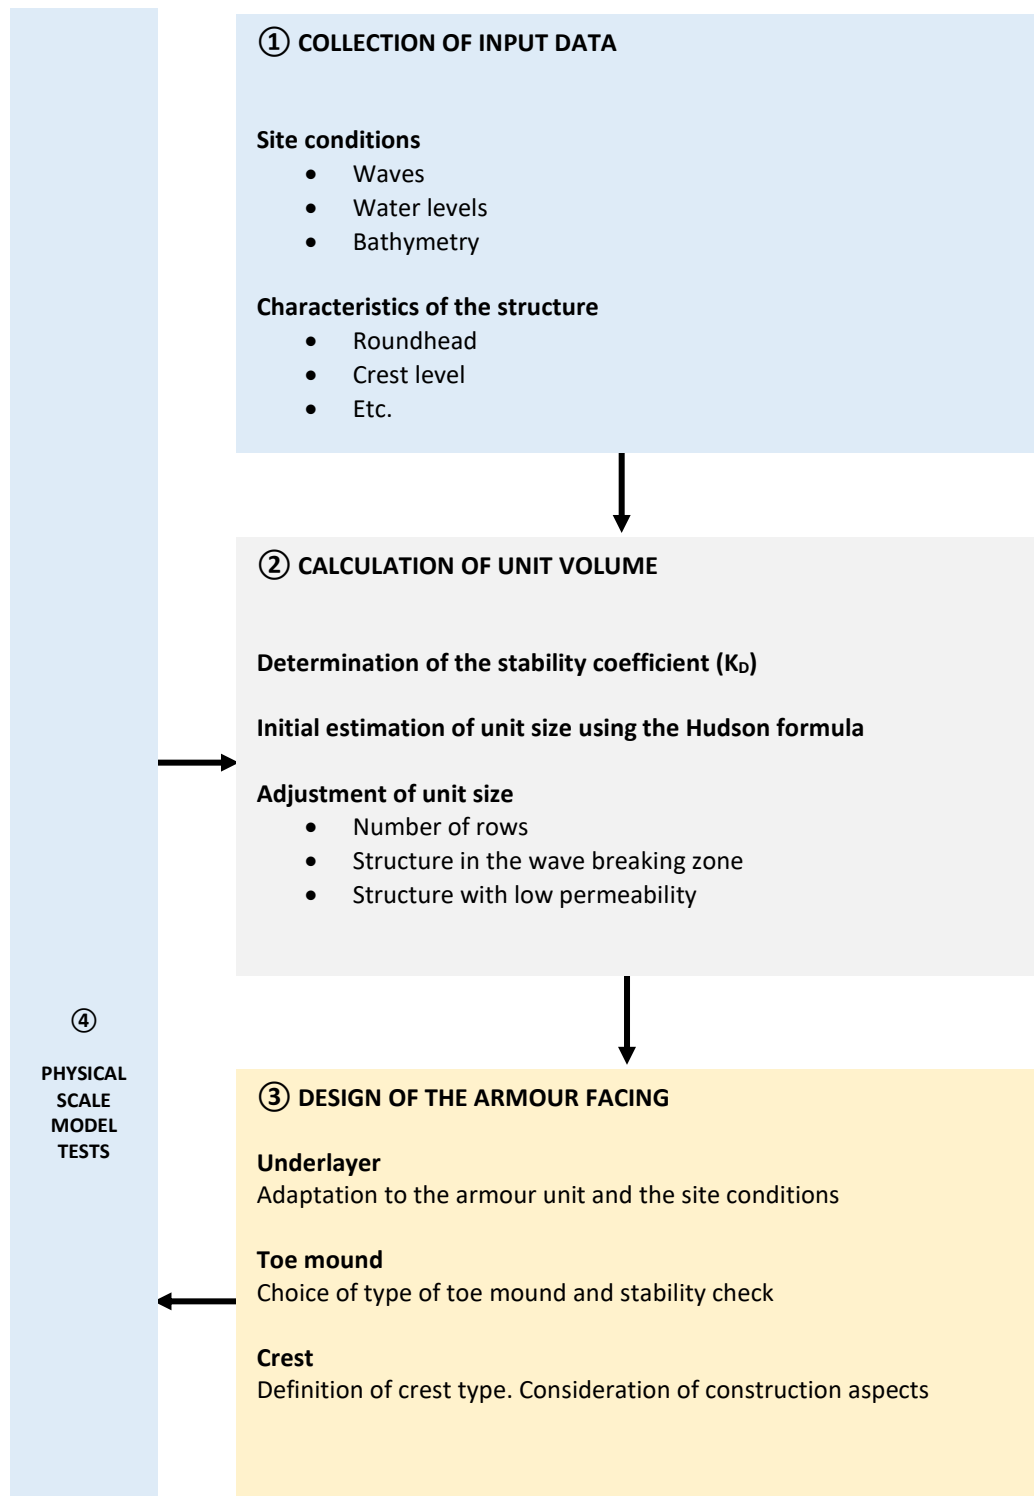 ① COLLECTION OF INPUT DATA
Site conditions
• Waves
• Water levels
• Bathymetry
Characteristics of the structure
• Roundhead
• Crest level
• Etc.
② CALCULATION OF UNIT VOLUME
Determination of the stability coefficient (KD)
Initial estimation of unit size using the Hudson formula
Adjustment of unit size
• Number of rows
• Structure in the wave breaking zone
• Structure with low permeability
③ DESIGN OF THE ARMOUR FACING
Underlayer
Adaptation to the armour unit and the site conditions
Toe mound
Choice of type of toe mound and stability check
Crest
Definition of crest type. Consideration of construction aspects
④
PHYSICAL
SCALE
MODEL
TESTS